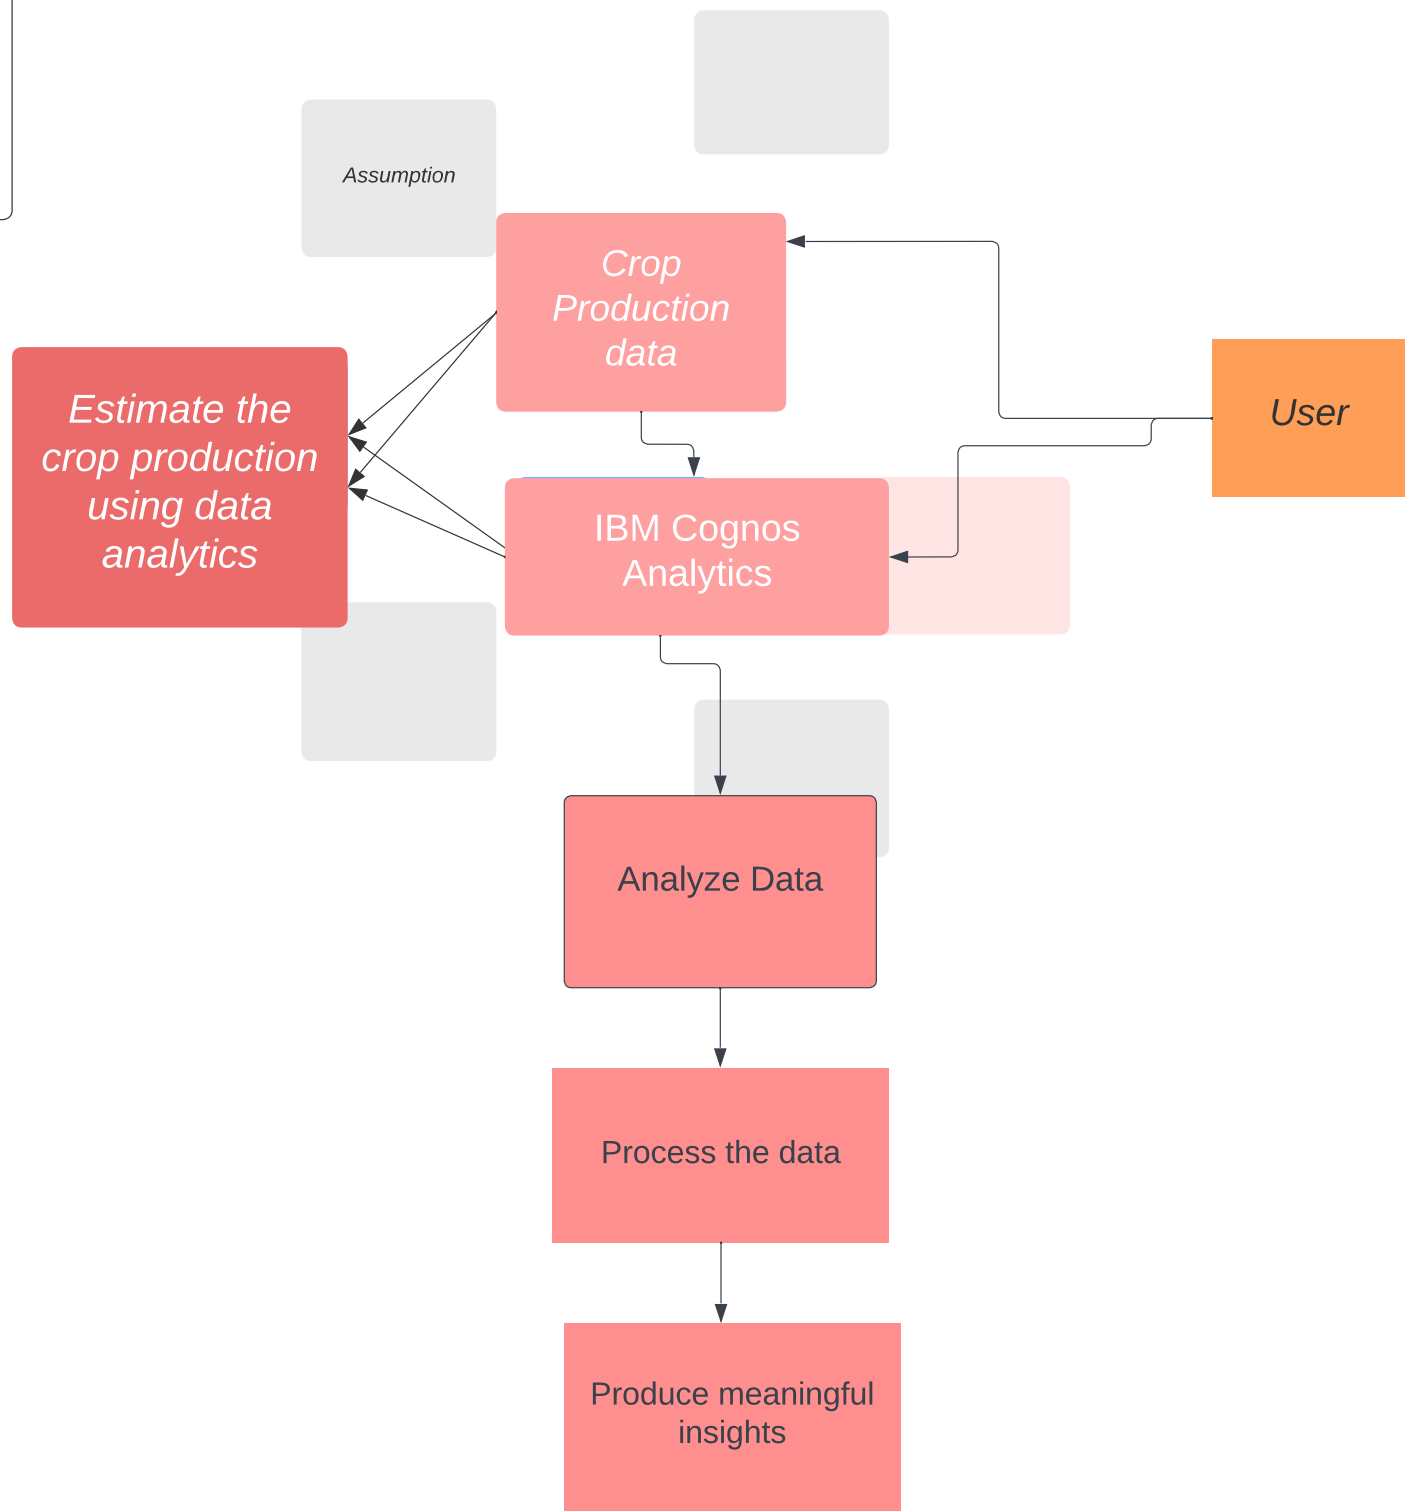 Assumption
Crop
Production
data
Estimate the
crop production
using data
analytics
User
IBM Cognos
Analytics
Analyze Data
Process the data
Produce meaningful
insights